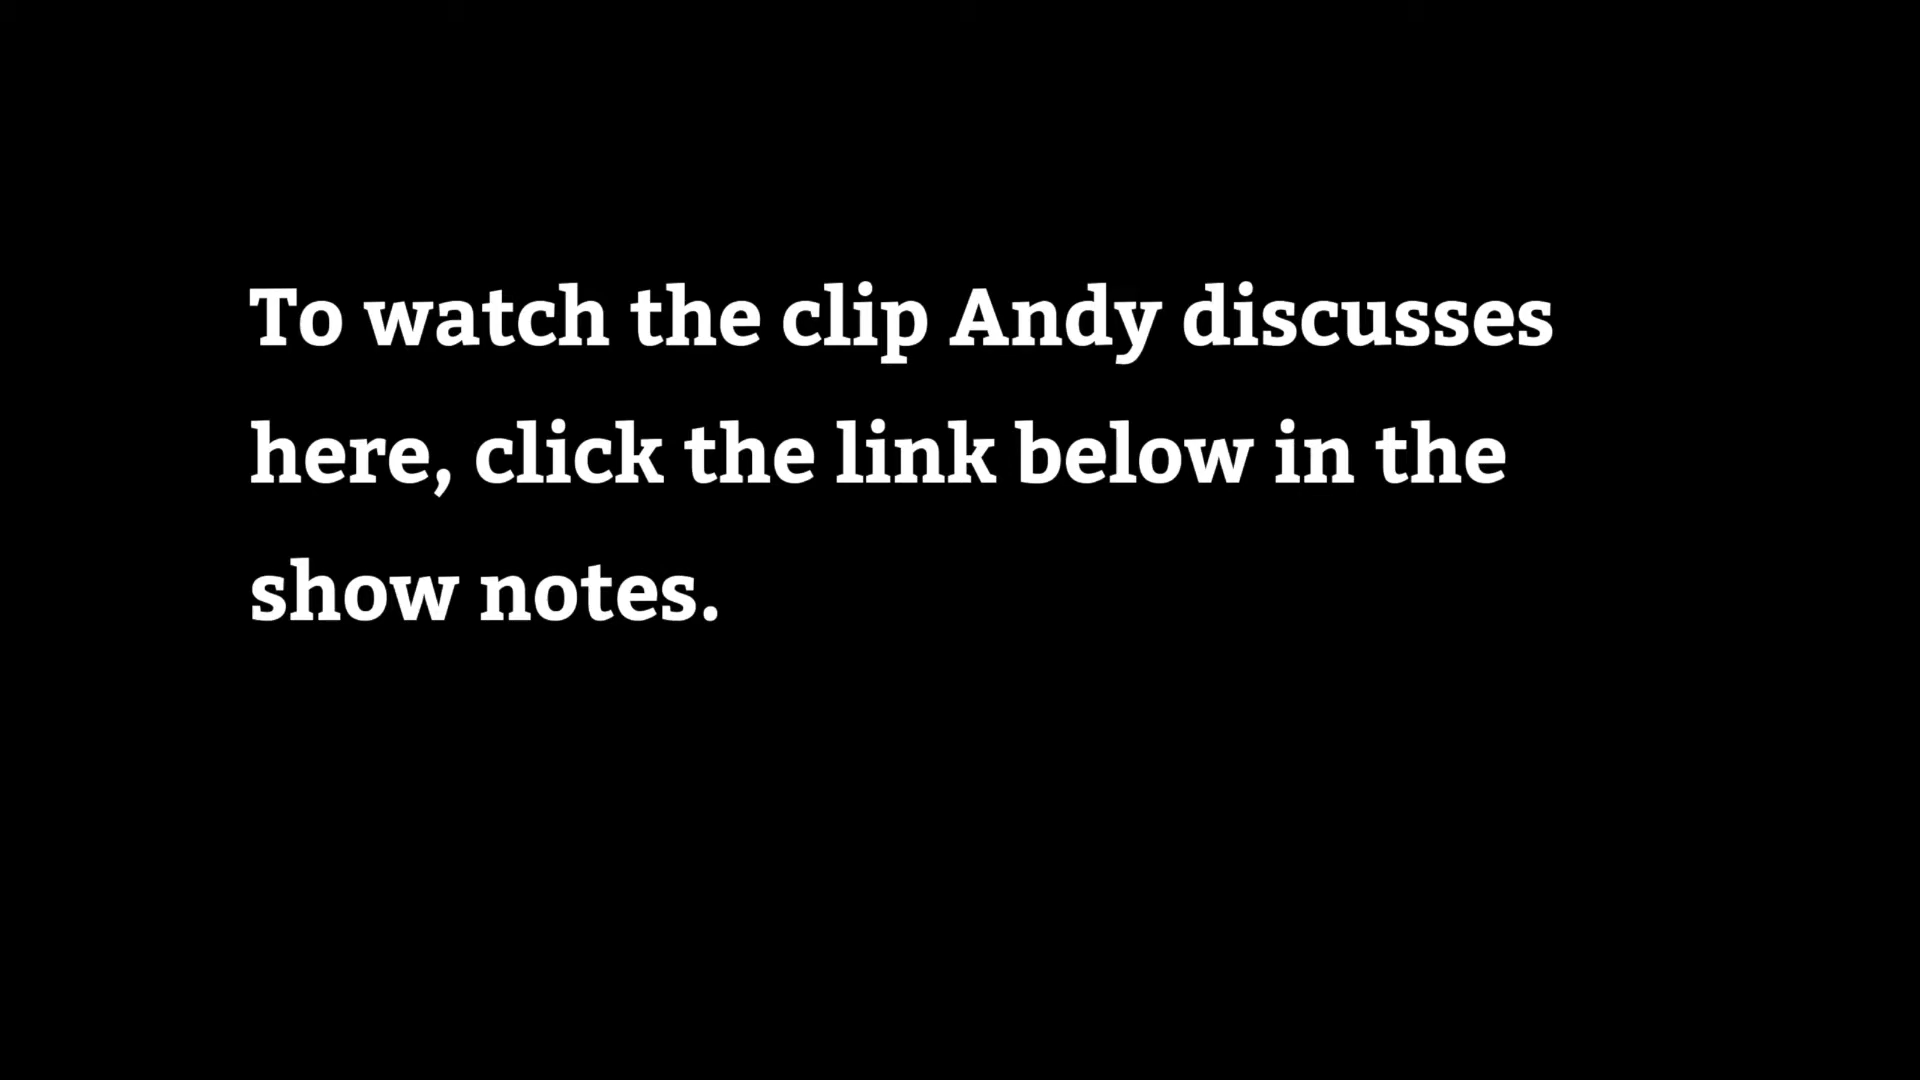 To watch the clip Andy discusses
here, click the link below in the
show notes.